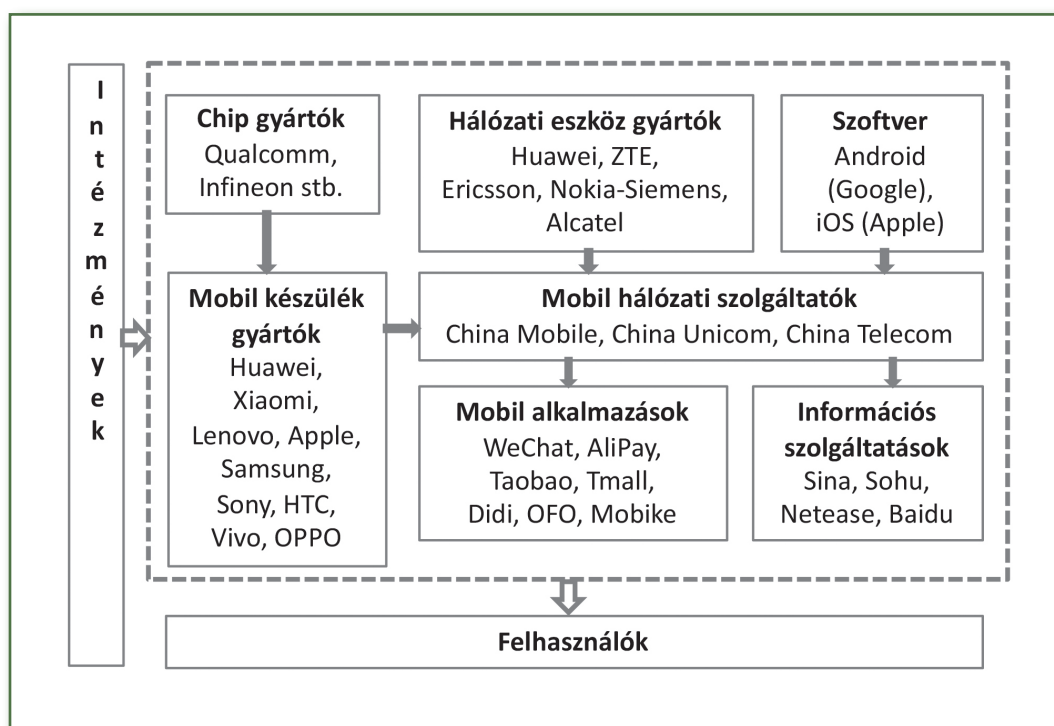 Intézmények
Chip gyártók
Qualcomm,
Infineon stb.
Hálózati eszköz gyártók
Huawei, ZTE,
Ericsson, Nokia-Siemens,
Alcatel
Szoftver
Android
(Google),
iOS (Apple)
Mobil készülék
gyártók
Huawei,
Xiaomi,
Lenovo, Apple,
Samsung,
Sony, HTC,
Vivo, OPPO
Mobil hálózati szolgáltatók
China Mobile, China Unicom, China Telecom
Mobil alkalmazások
WeChat, AliPay,
Taobao, Tmall,
Didi, OFO, Mobike
Információs
szolgáltatások
Sina, Sohu,
Netease, Baidu
Felhasználók